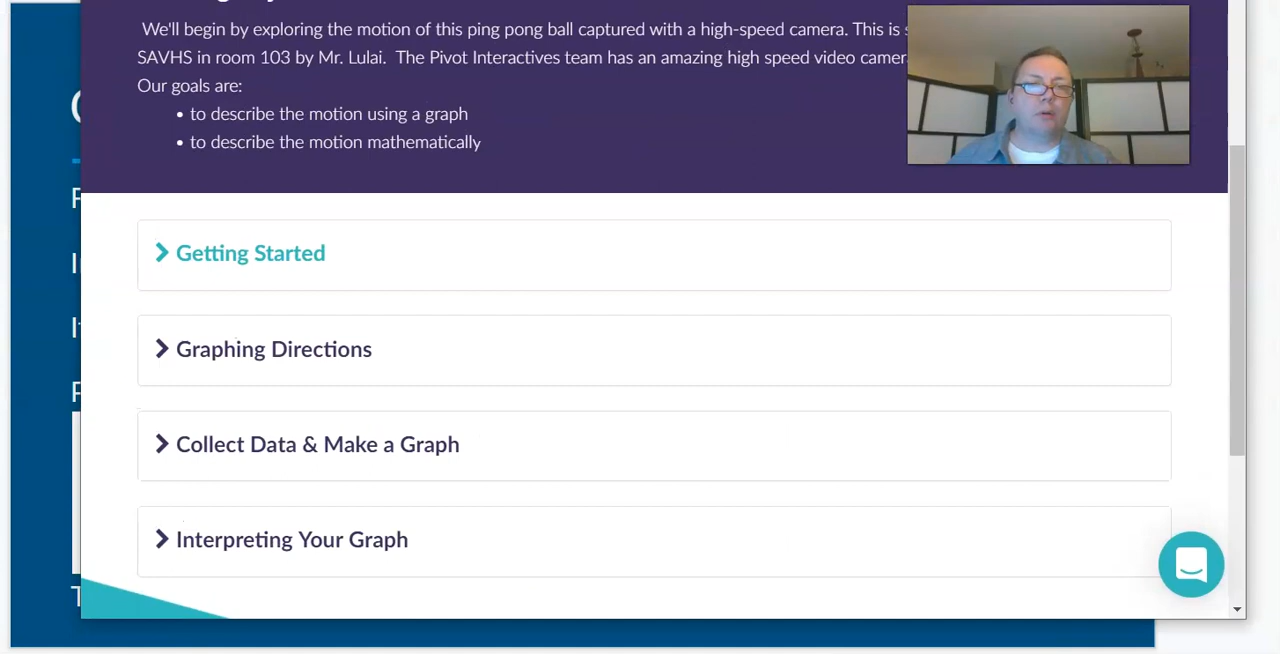 We'll begin by exploring the motion of this ping pong ball captured with a high-speed camera. This is
SAVHS in room 103 by Mr. Lulai. The Pivot Interactives team has an amazing high speed video
Our goals are:
• to describe the motion using a graph
• to describe the motion mathematically
Getting Started
Graphing Directions
Collect Data & Make a Graph
Interpreting Your Graph